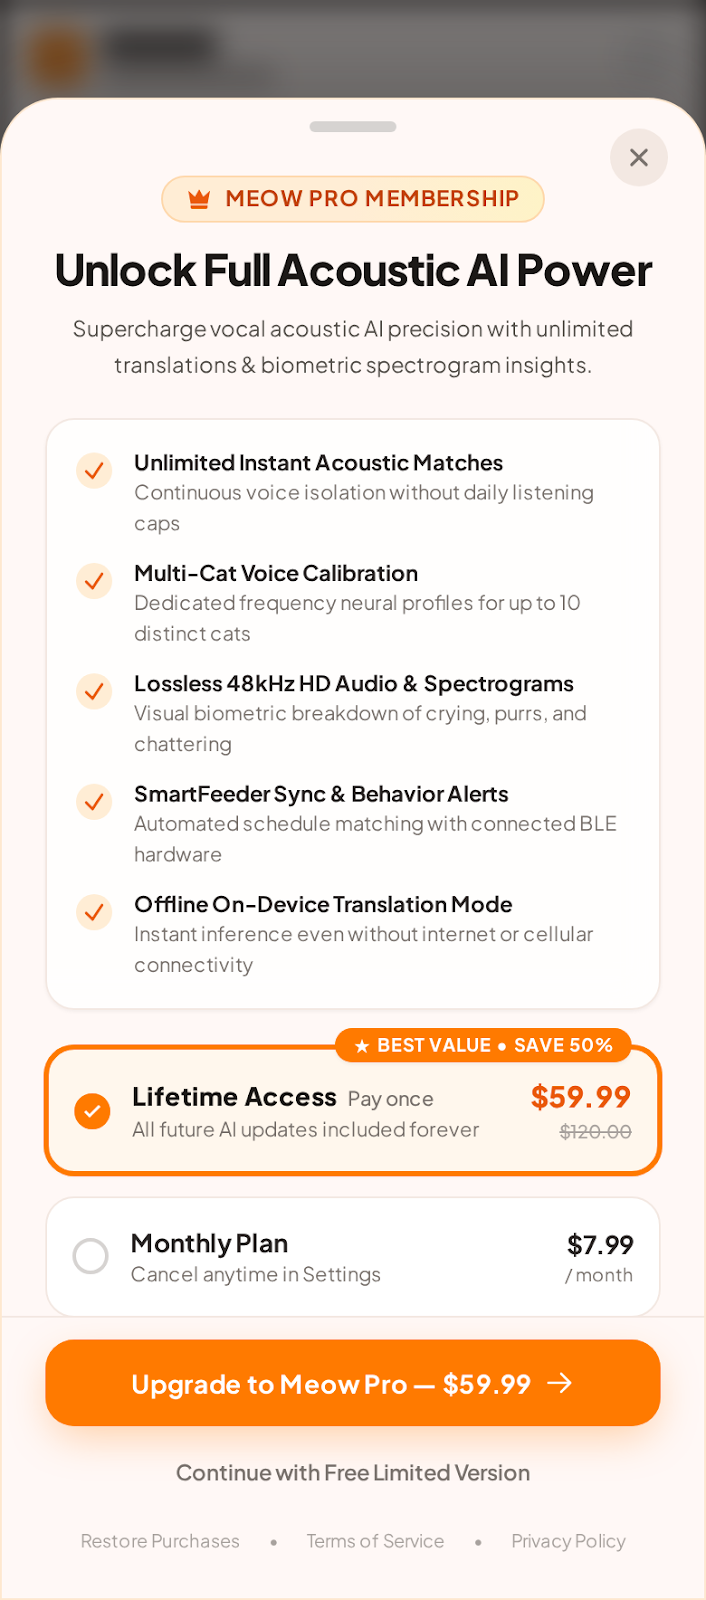 MEOW PRO MEMBERSHIP
Unlock Full Acoustic AI Power
Supercharge vocal acoustic AI precision with unlimited
translations & biometric spectrogram insights.
Unlimited Instant Acoustic Matches
Continuous voice isolation without daily listening
caps
Multi-Cat Voice Calibration
Dedicated frequency neural profiles for up to 10
distinct cats
Lossless 48kHz HD Audio & Spectrograms
Visual biometric breakdown of crying, purrs, and
chattering
SmartFeeder Sync & Behavior Alerts
Automated schedule matching with connected BLE
hardware
Offline On-Device Translation Mode
Instant inference even without internet or cellular
connectivity
★ BEST VALUE • SAVE 50%
Lifetime Access Pay once $59.99
All future AI updates included forever $120.00
Monthly Plan $7.99
Cancel anytime in Settings / month
Upgrade to Meow Pro — $59.99 →
Continue with Free Limited Version
Restore Purchases • Terms of Service • Privacy Policy